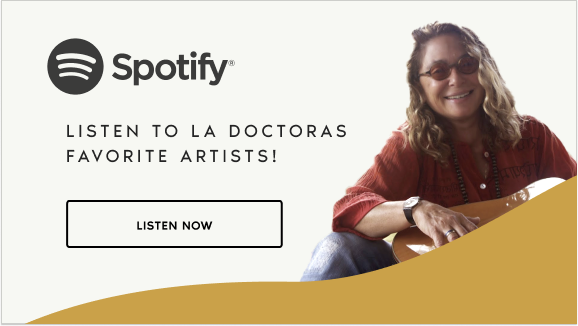 Spotify®
LISTEN TO LA DOCTORAS
FAVORITE ARTISTS!
LISTEN NOW